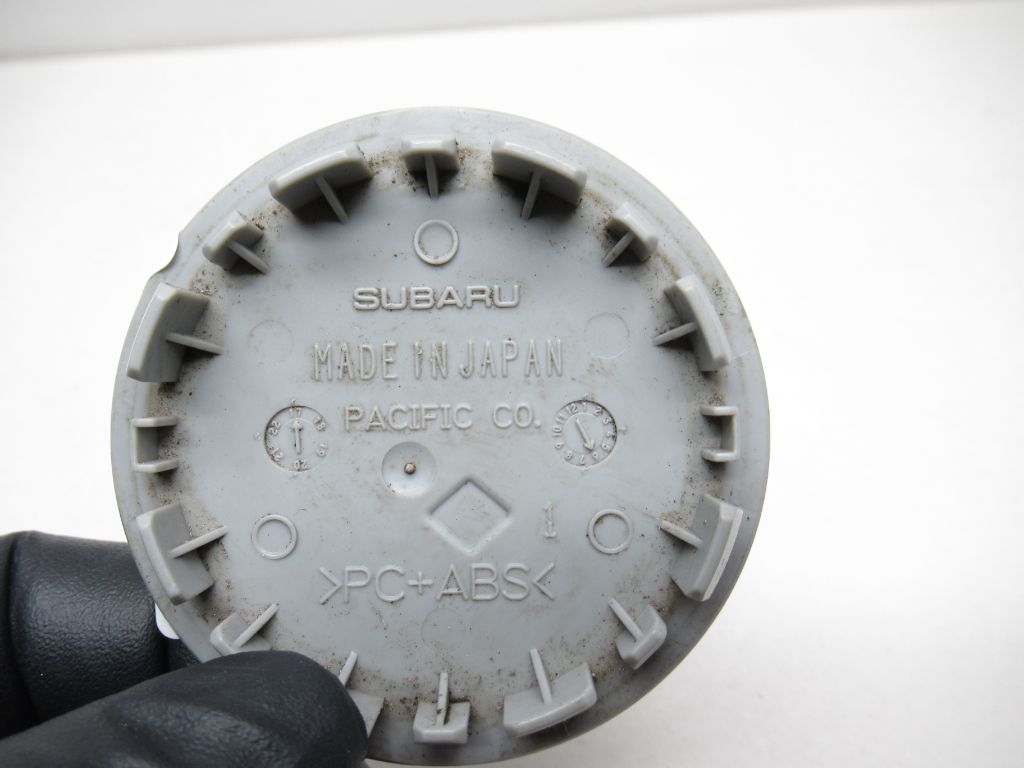 SUBARU
MADE IN JAPAN
PACIFIC CO.
1
>PC+ABS<